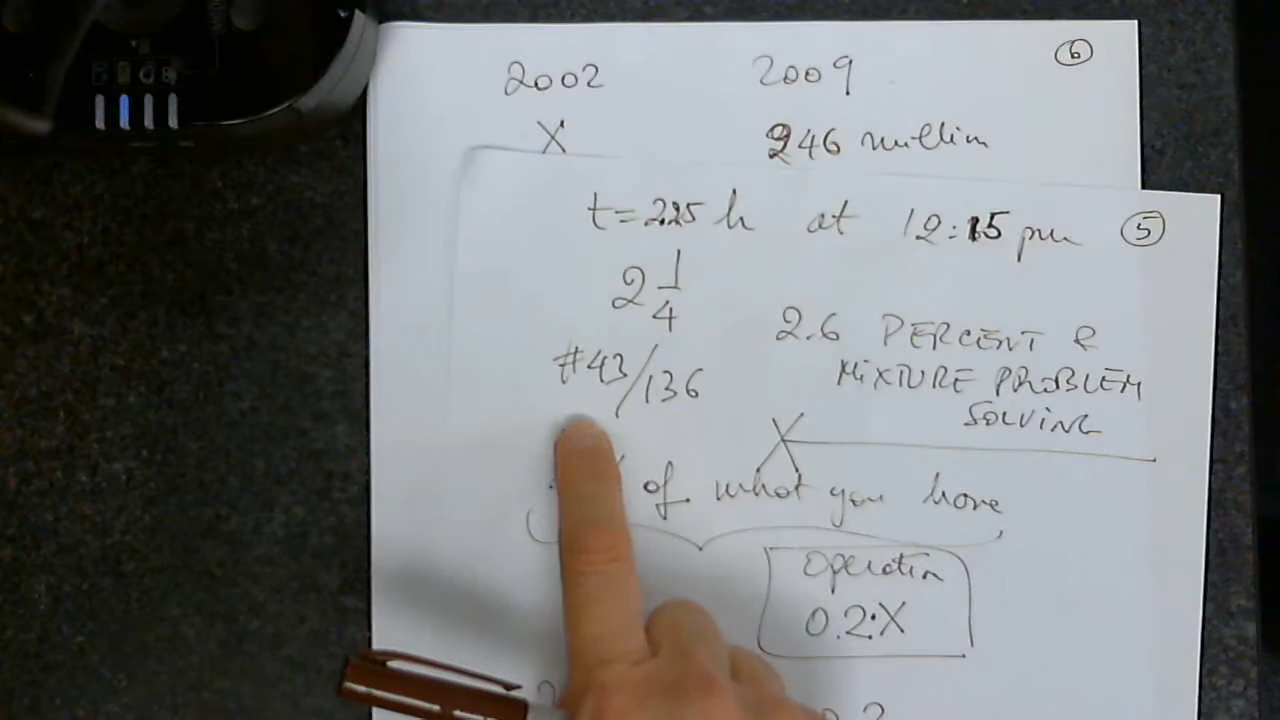 2002 2009 6
X 246 million
t=2.25 h at 12:15 pm 5
2 1/4
2.6 PERCENT &
MIXTURE PROBLEM
SOLVING
#43/136
X
of what you have
Operation
0.2·X